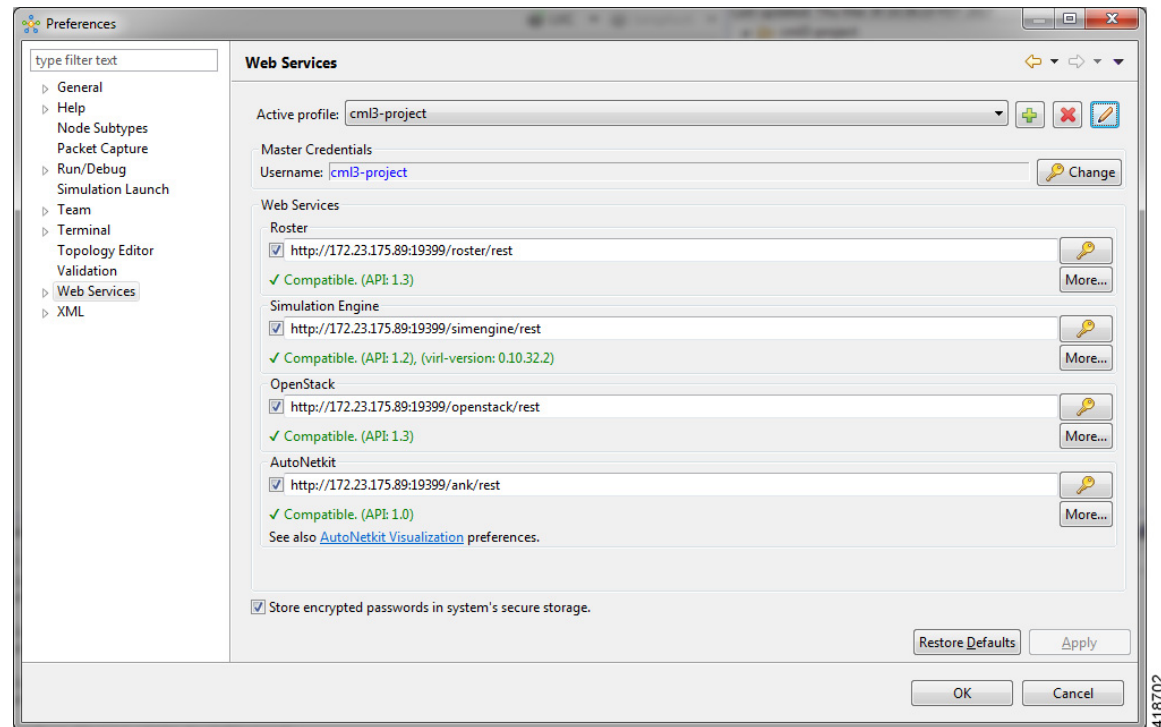 Preferences
type filter text
General
Help
Node Subtypes
Packet Capture
Run/Debug
Simulation Launch
Team
Terminal
Topology Editor
Validation
Web Services
XML
Web Services
Active profile: cml3-project
Master Credentials
Username: cml3-project
Change
Web Services
Roster
http://172.23.175.89:19399/roster/rest
✓ Compatible. (API: 1.3)
More...
Simulation Engine
http://172.23.175.89:19399/simengine/rest
✓ Compatible. (API: 1.2), (virl-version: 0.10.32.2)
More...
OpenStack
http://172.23.175.89:19399/openstack/rest
✓ Compatible. (API: 1.3)
More...
AutoNetkit
http://172.23.175.89:19399/ank/rest
✓ Compatible. (API: 1.0)
More...
See also AutoNetkit Visualization preferences.
Store encrypted passwords in system's secure storage.
Restore Defaults
Apply
OK
Cancel
418702